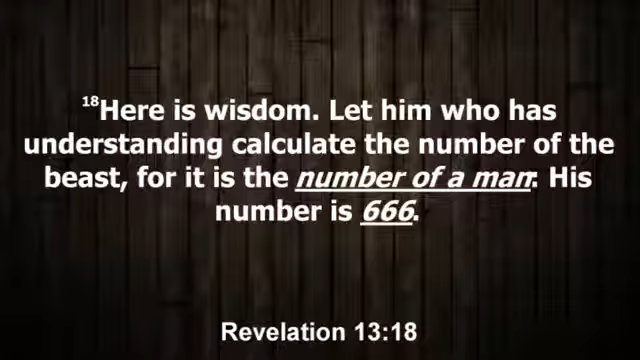 18Here is wisdom. Let him who has
understanding calculate the number of the
beast, for it is the number of a man: His
number is 666.
Revelation 13:18